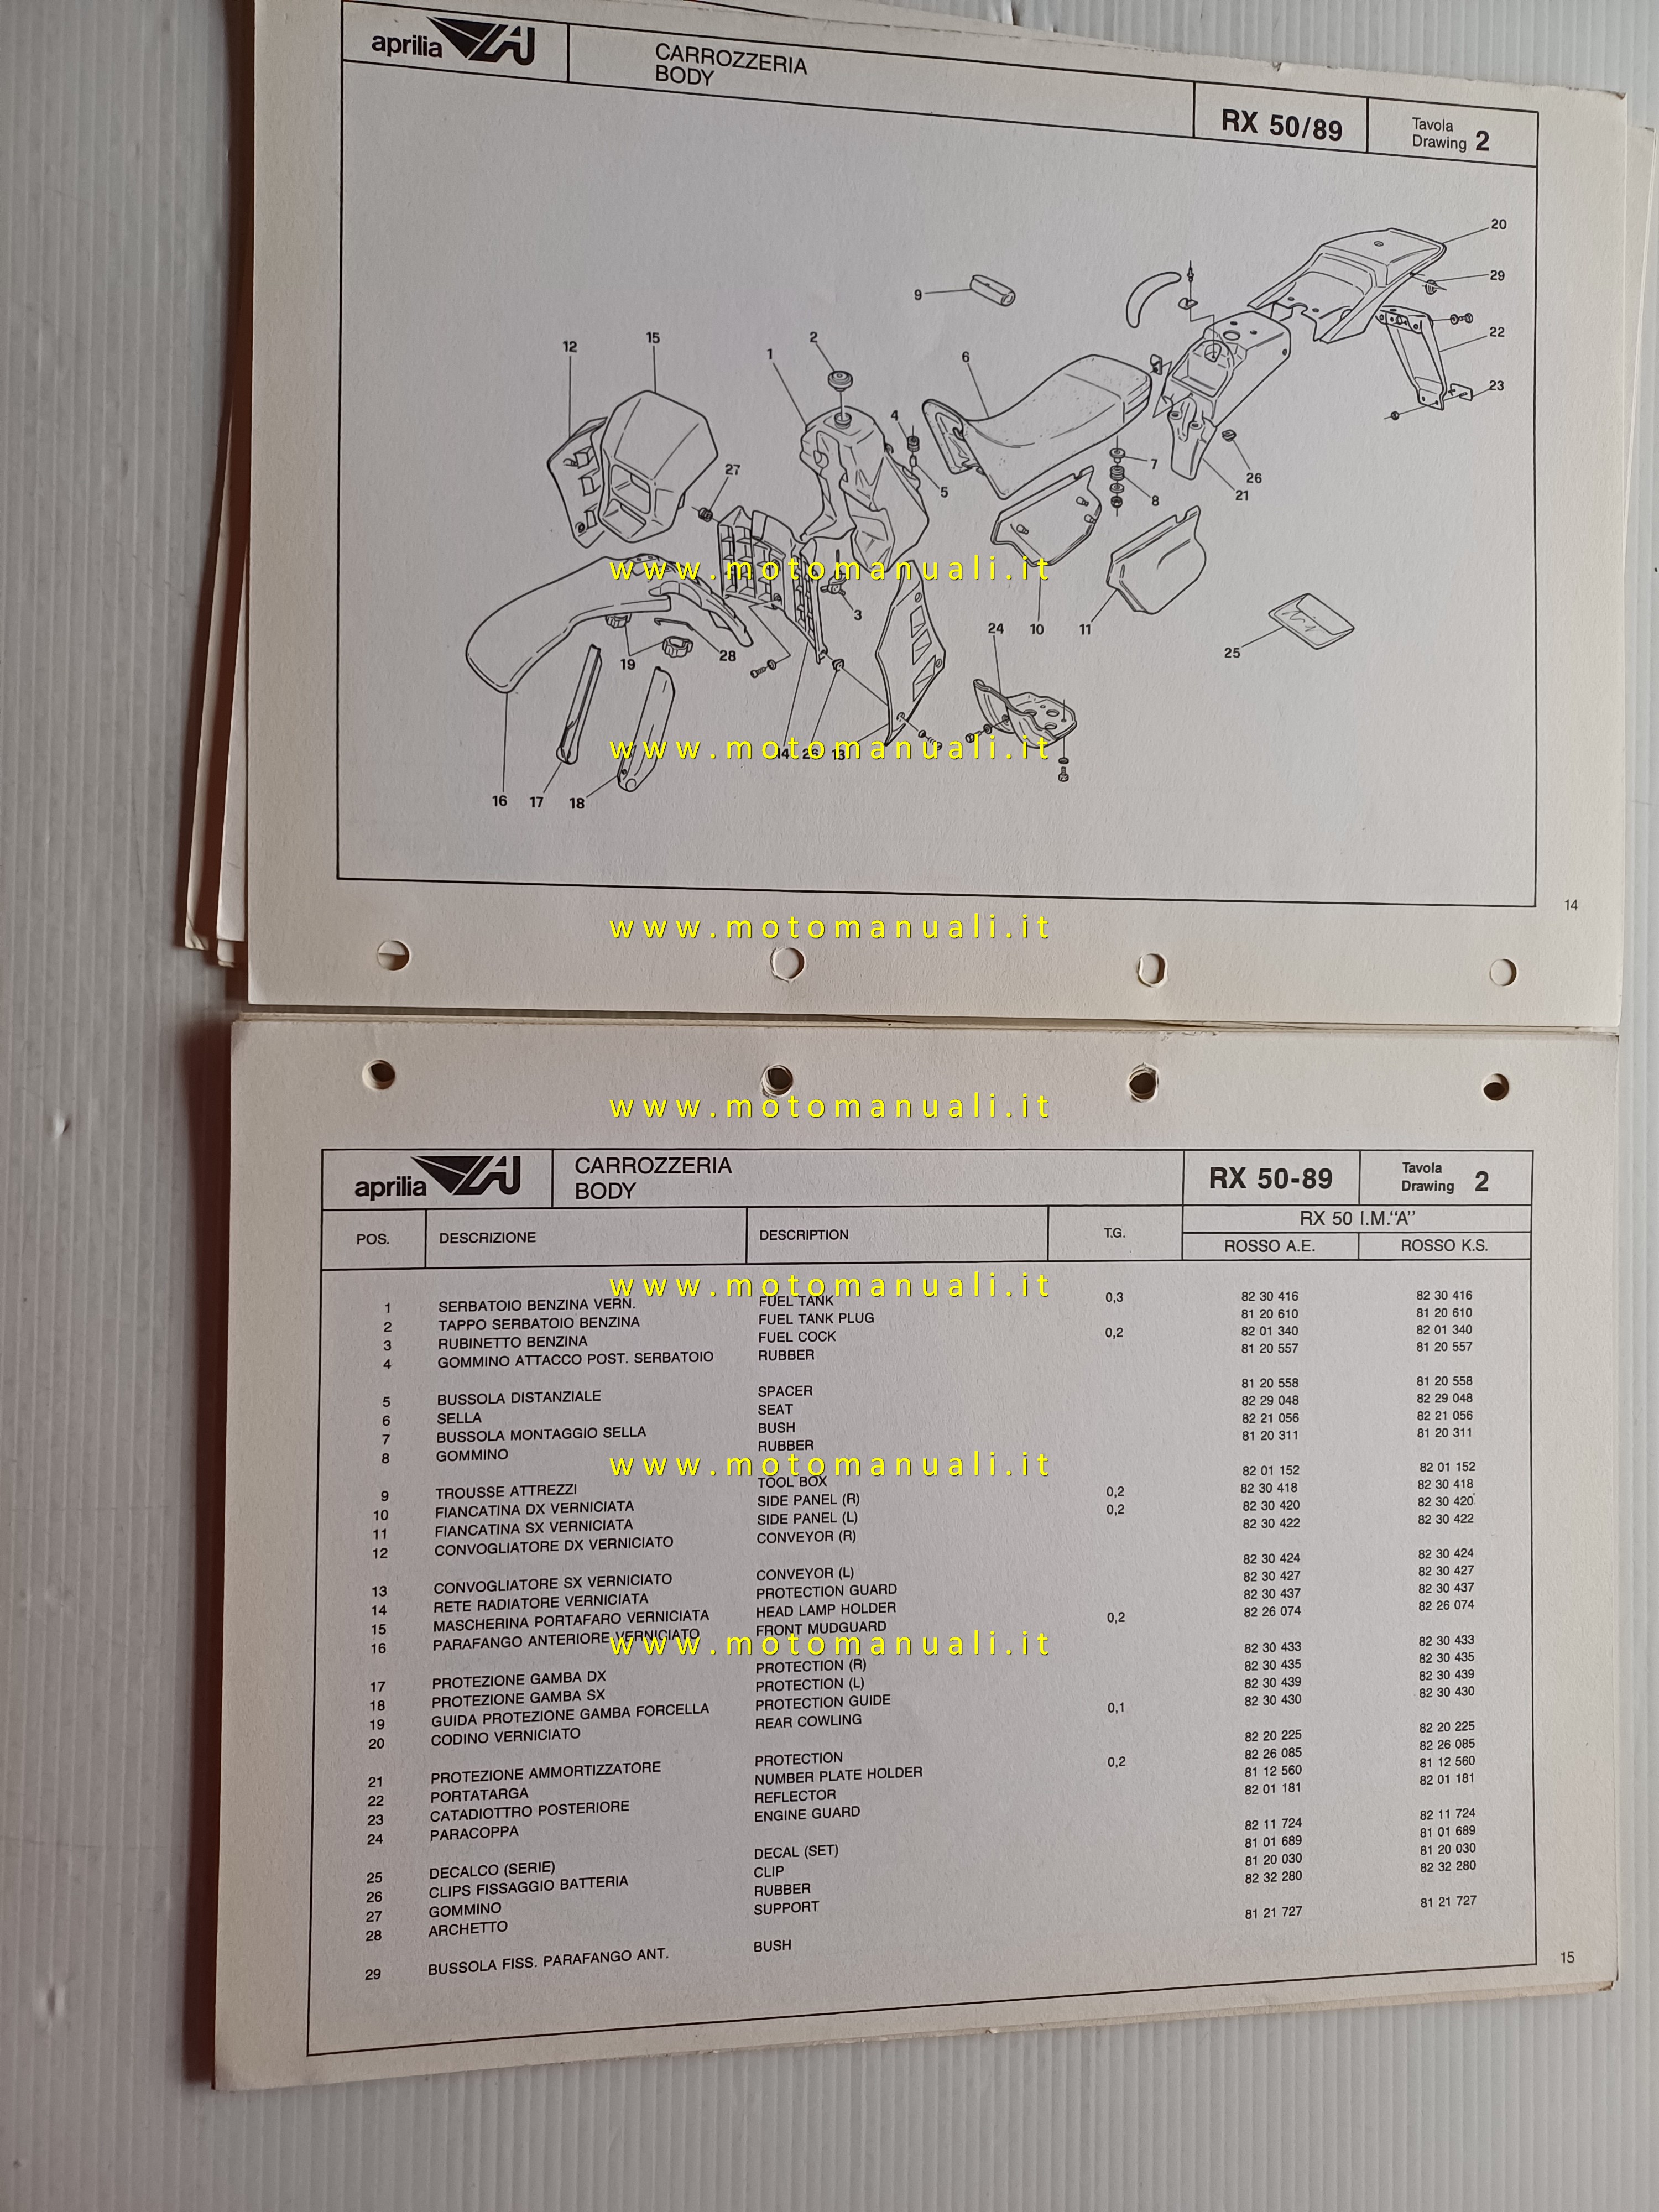 aprilia
CARROZZERIA
BODY
RX 50/89
Tavola
Drawing 2
20
29
9
22
12
15
1
2
6
23
4
27
7
5
8
26
21
www.motomanuali.it
3
10
11
24
25
19
28
www.motomanuali.it
14 26 13
16
17
18
14
www.motomanuali.it
www.motomanuali.it
aprilia
CARROZZERIA
BODY
RX 50-89
Tavola
Drawing 2
POS. DESCRIZIONE DESCRIPTION T.G. RX 50 I.M."A"
ROSSO A.E. ROSSO K.S.
www.motomanuali.it
1 SERBATOIO BENZINA VERN. FUEL TANK 0,3 82 30 416 82 30 416
2 TAPPO SERBATOIO BENZINA FUEL TANK PLUG 81 20 610 81 20 610
3 RUBINETTO BENZINA FUEL COCK 0,2 82 01 340 82 01 340
4 GOMMINO ATTACCO POST. SERBATOIO RUBBER 81 20 557 81 20 557
5 BUSSOLA DISTANZIALE SPACER 81 20 558 81 20 558
6 SELLA SEAT 82 29 048 82 29 048
7 BUSSOLA MONTAGGIO SELLA BUSH 82 21 056 82 21 056
8 GOMMINO RUBBER 81 20 311 81 20 311
www.motomanuali.it
9 TROUSSE ATTREZZI TOOL BOX 82 01 152 82 01 152
10 FIANCATINA DX VERNICIATA SIDE PANEL (R) 0,2 82 30 418 82 30 418
11 FIANCATINA SX VERNICIATA SIDE PANEL (L) 0,2 82 30 420 82 30 420
12 CONVOGLIATORE DX VERNICIATO CONVEYOR (R) 82 30 422 82 30 422
13 CONVOGLIATORE SX VERNICIATO CONVEYOR (L) 82 30 424 82 30 424
14 RETE RADIATORE VERNICIATA PROTECTION GUARD 82 30 427 82 30 427
15 MASCHERINA PORTAFARO VERNICIATA HEAD LAMP HOLDER 82 30 437 82 30 437
16 PARAFANGO ANTERIORE VERNICIATO FRONT MUDGUARD 0,2 82 26 074 82 26 074
www.motomanuali.it
17 PROTEZIONE GAMBA DX PROTECTION (R) 82 30 433 82 30 433
18 PROTEZIONE GAMBA SX PROTECTION (L) 82 30 435 82 30 435
19 GUIDA PROTEZIONE GAMBA FORCELLA PROTECTION GUIDE 82 30 439 82 30 439
20 CODINO VERNICIATO REAR COWLING 0,1 82 30 430 82 30 430
21 PROTEZIONE AMMORTIZZATORE PROTECTION 82 20 225 82 20 225
22 PORTATARGA NUMBER PLATE HOLDER 0,2 82 26 085 82 26 085
23 CATADIOTTRO POSTERIORE REFLECTOR 81 12 560 81 12 560
24 PARACOPPA ENGINE GUARD 82 01 181 82 01 181
25 DECALCO (SERIE) DECAL (SET) 82 11 724 82 11 724
26 CLIPS FISSAGGIO BATTERIA CLIP 81 01 689 81 01 689
27 GOMMINO RUBBER 81 20 030 81 20 030
28 ARCHETTO SUPPORT 82 32 280 82 32 280
29 BUSSOLA FISS. PARAFANGO ANT. BUSH 81 21 727 81 21 727
15